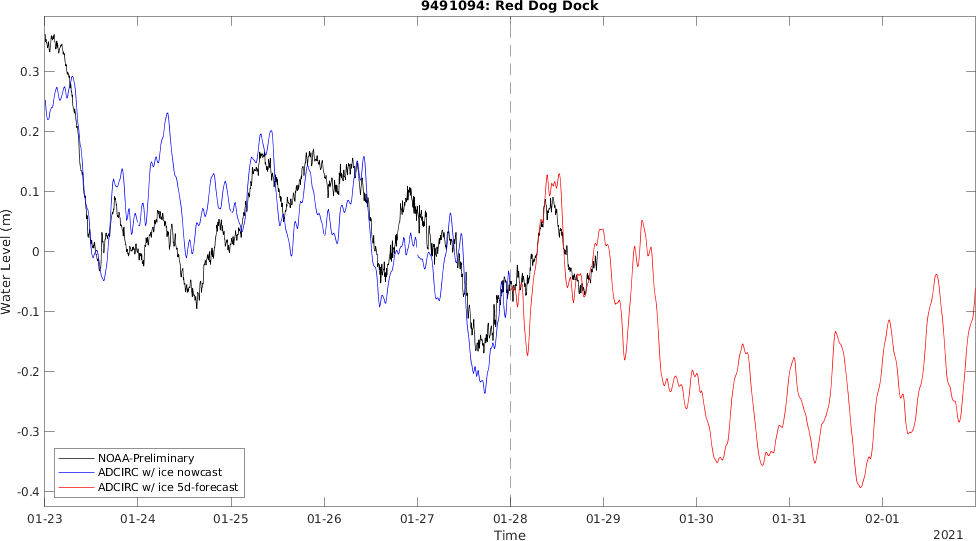 9491094: Red Dog Dock
Water Level (m)
0.3
0.2
0.1
0
-0.1
-0.2
-0.3
-0.4
NOAA-Preliminary
ADCIRC w/ ice nowcast
ADCIRC w/ ice 5d-forecast
01-23 01-24 01-25 01-26 01-27 01-28 01-29 01-30 01-31 02-01
Time
2021